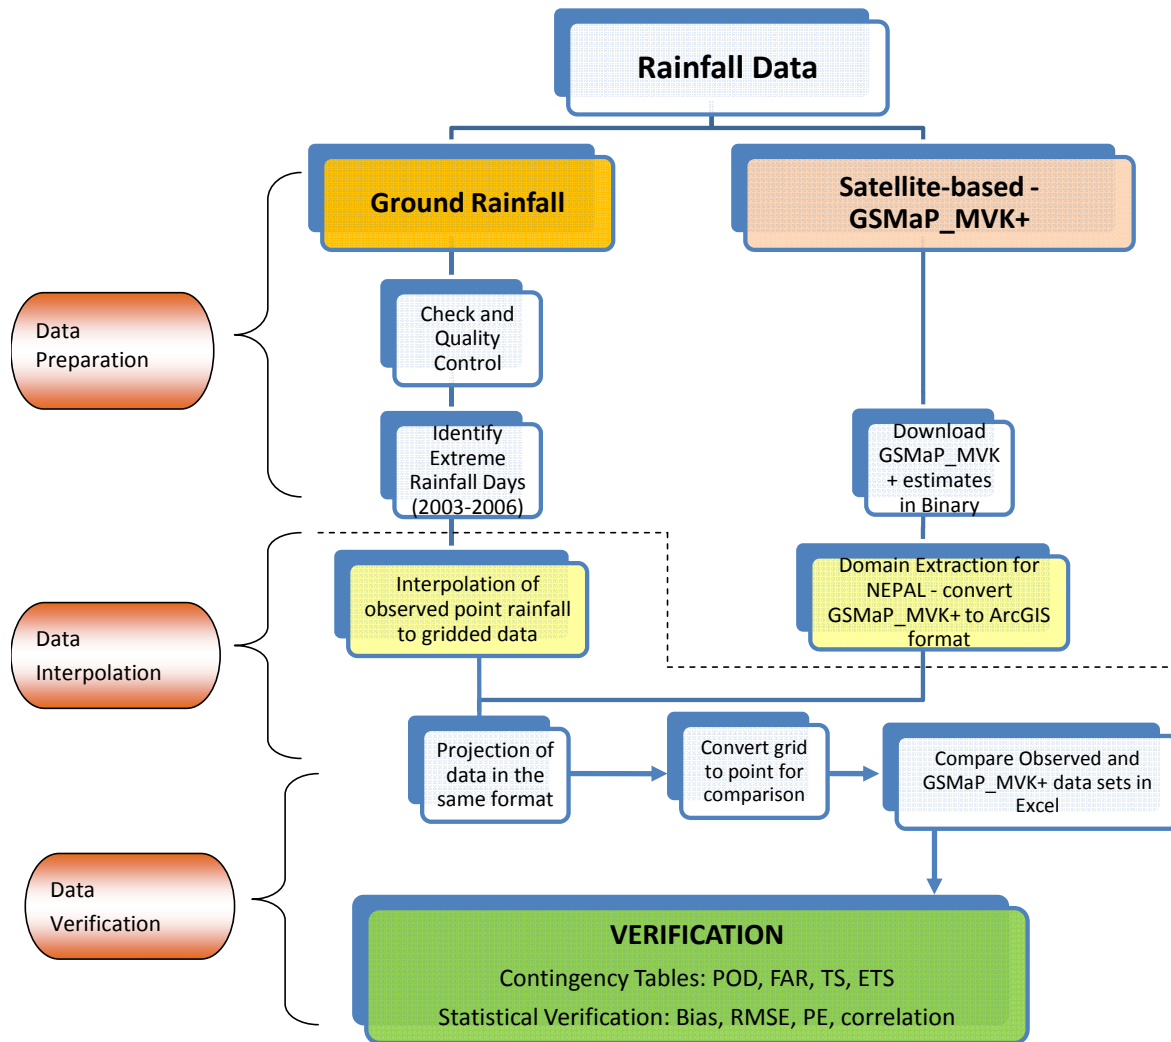 Rainfall Data
Ground Rainfall
Satellite-based -
GSMaP_MVK+
Data
Preparation
Check and
Quality
Control
Identify
Extreme
Rainfall Days
(2003-2006)
Download
GSMaP_MVK
+ estimates
in Binary
Data
Interpolation
Interpolation of
observed point rainfall
to gridded data
Domain Extraction for
NEPAL - convert
GSMaP_MVK+ to ArcGIS
format
Projection of
data in the
same format
Convert grid
to point for
comparison
Compare Observed and
GSMaP_MVK+ data sets in
Excel
Data
Verification
VERIFICATION
Contingency Tables: POD, FAR, TS, ETS
Statistical Verification: Bias, RMSE, PE, correlation